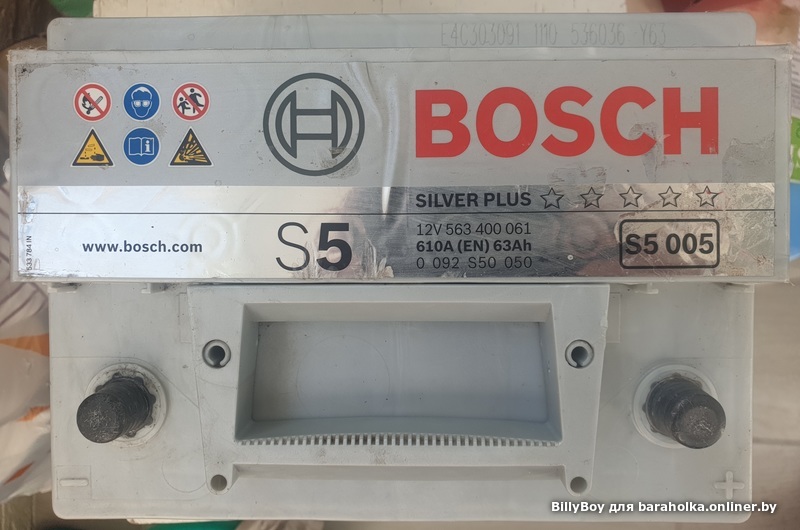 E4C303091 1110 536036 Y63
BOSCH
SILVER PLUS
www.bosch.com
S5
12V 563 400 061
610A (EN) 63Ah
0 092 S50 050
S5 005
- +
BillyBoy для baraholka.onliner.by